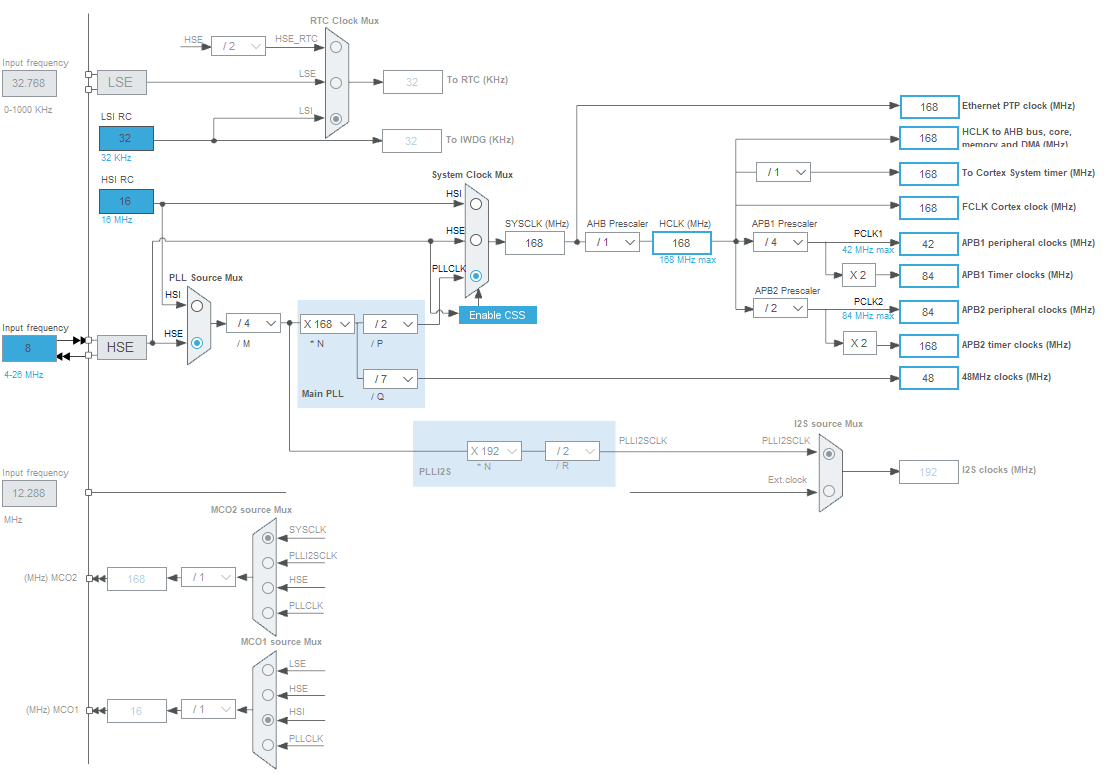 RTC Clock Mux
HSE
/ 2
HSE_RTC
Input frequency
32.768
0-1000 KHz
LSE
LSE
32
To RTC (KHz)
LSI RC
32
32 KHz
LSI
32
To IWDG (KHz)
HSI RC
16
16 MHz
System Clock Mux
HSI
HSE
PLLCLK
Enable CSS
SYSCLK (MHz)
168
AHB Prescaler
/ 1
HCLK (MHz)
168
168 MHz max
168
Ethernet PTP clock (MHz)
168
HCLK to AHB bus, core,
memory and DMA (MHz)
/ 1
168
To Cortex System timer (MHz)
168
FCLK Cortex clock (MHz)
APB1 Prescaler
/ 4
PCLK1
42 MHz max
42
APB1 peripheral clocks (MHz)
X 2
84
APB1 Timer clocks (MHz)
APB2 Prescaler
/ 2
PCLK2
84 MHz max
84
APB2 peripheral clocks (MHz)
X 2
168
APB2 timer clocks (MHz)
48
48MHz clocks (MHz)
PLL Source Mux
HSI
HSE
Input frequency
8
4-26 MHz
HSE
/ 4
/ M
X 168
* N
/ 2
/ P
/ 7
/ Q
Main PLL
PLLI2S
X 192
* N
/ 2
/ R
PLLI2SCLK
I2S source Mux
PLLI2SCLK
Ext.clock
192
I2S clocks (MHz)
Input frequency
12.288
MHz
MCO2 source Mux
SYSCLK
PLLI2SCLK
HSE
PLLCLK
(MHz) MCO2
168
/ 1
MCO1 source Mux
LSE
HSE
HSI
PLLCLK
(MHz) MCO1
16
/ 1